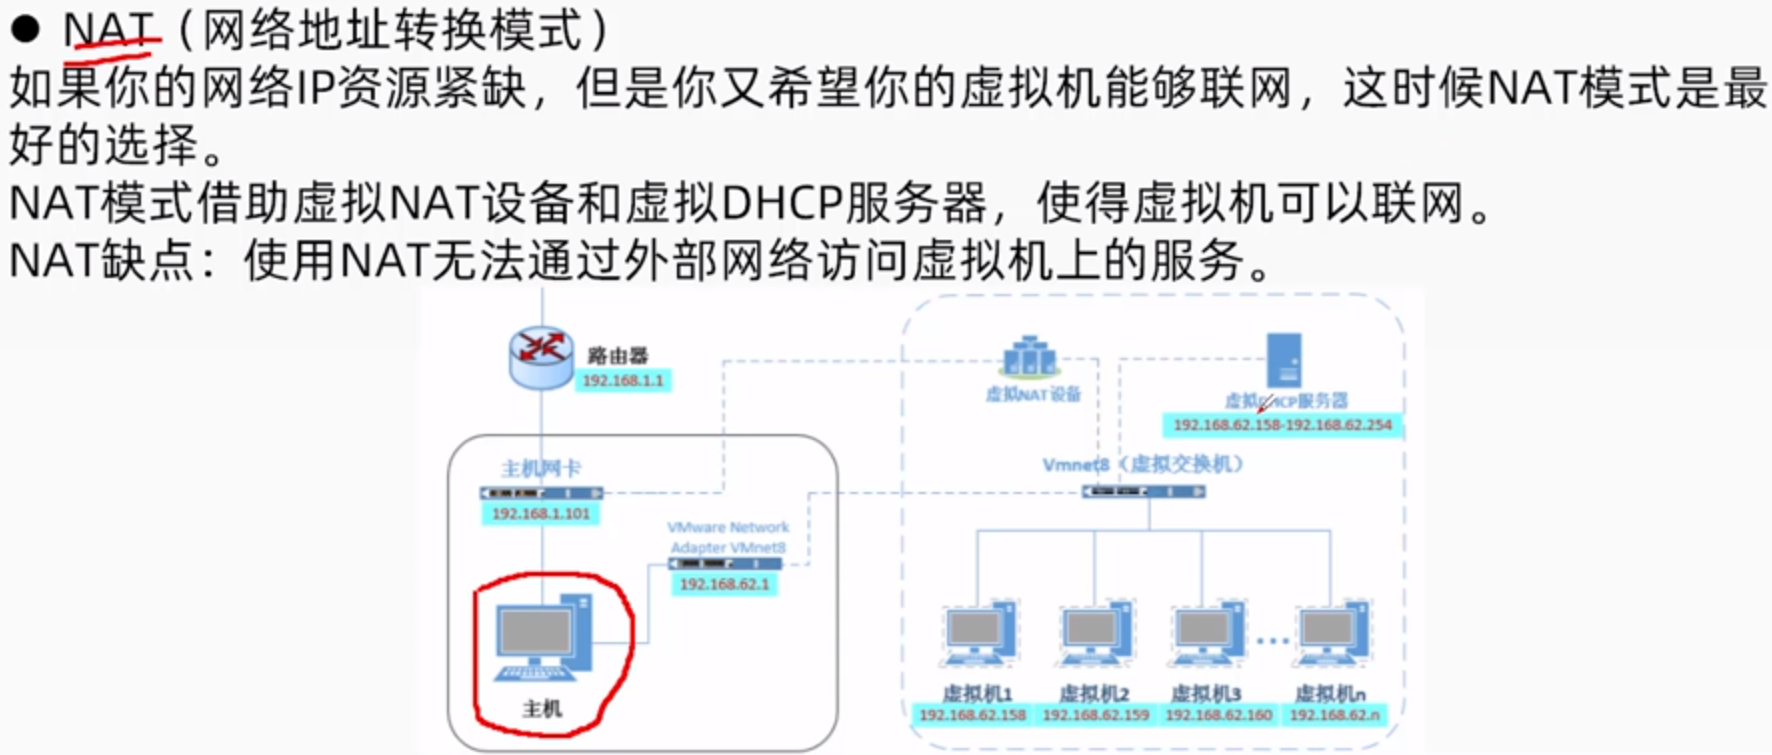 ● NAT（网络地址转换模式）
如果你的网络IP资源紧缺，但是你又希望你的虚拟机能够联网，这时候NAT模式是最
好的选择。
NAT模式借助虚拟NAT设备和虚拟DHCP服务器，使得虚拟机可以联网。
NAT缺点：使用NAT无法通过外部网络访问虚拟机上的服务。
路由器
192.168.1.1
虚拟NAT设备
虚拟DHCP服务器
192.168.62.158-192.168.62.254
主机网卡
192.168.1.101
Vmnet8（虚拟交换机）
VMware Network
Adapter VMnet8
192.168.62.1
主机
虚拟机1
192.168.62.158
虚拟机2
192.168.62.159
虚拟机3
192.168.62.160
...
虚拟机n
192.168.62.n